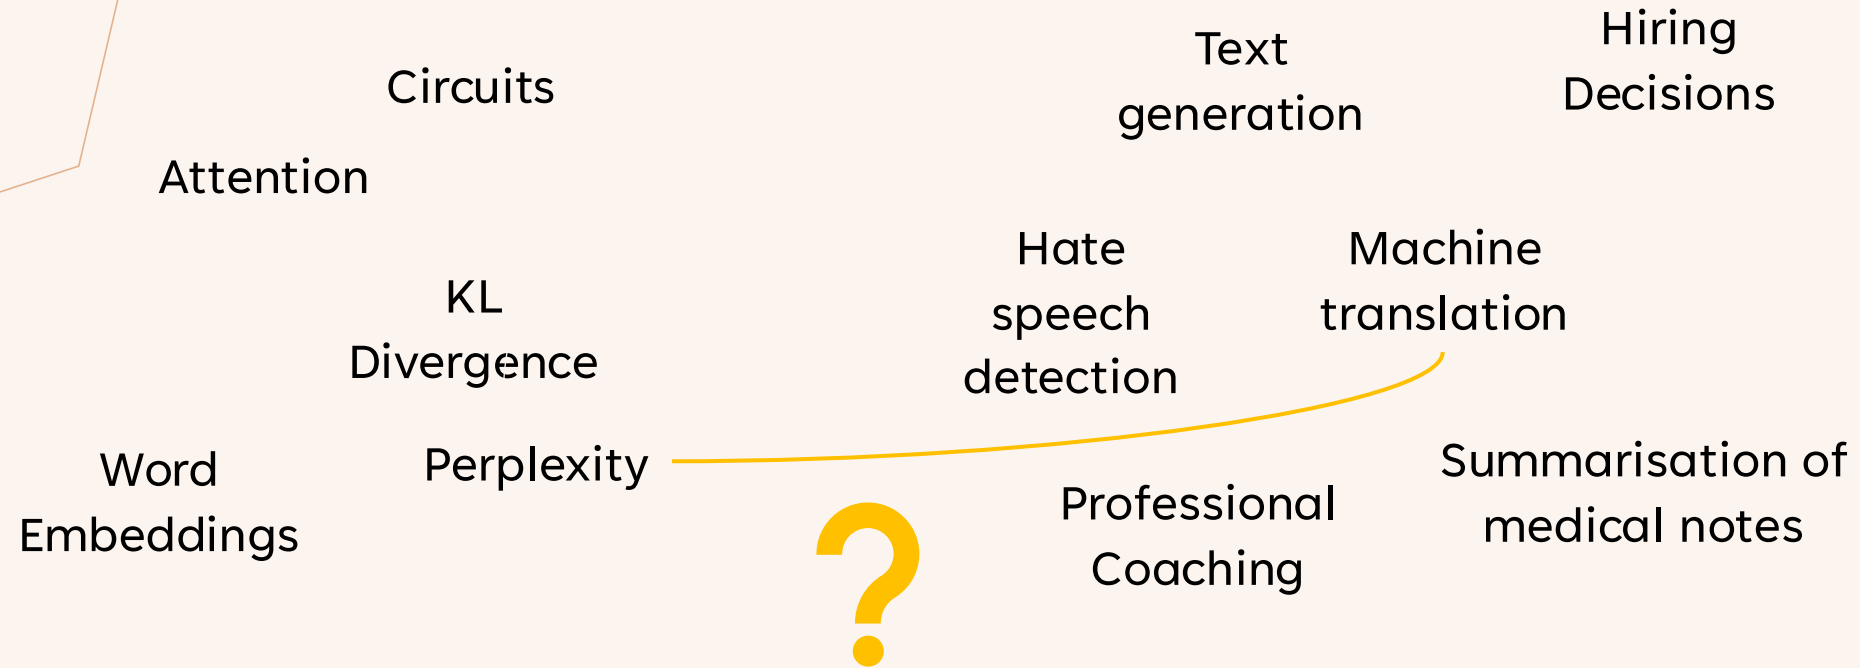 Circuits
Attention
KL
Divergence
Word
Embeddings
Perplexity
?
Text
generation
Hiring
Decisions
Hate
speech
detection
Machine
translation
Professional
Coaching
Summarisation of
medical notes